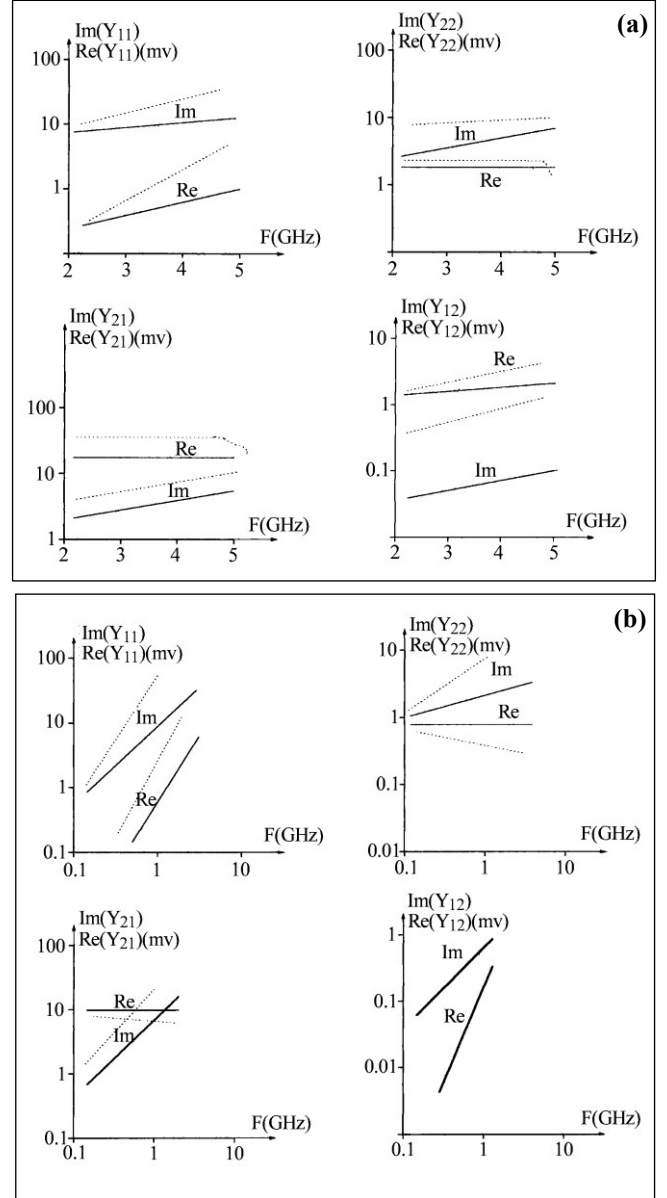 (a)
Im(Y11)
Re(Y11)(mv)
100
10
1
Im
Re
F(GHz)
2 3 4 5
Im(Y22)
Re(Y22)(mv)
100
10
1
Im
Re
F(GHz)
2 3 4 5
Im(Y21)
Re(Y21)(mv)
100
10
1
Re
Im
F(GHz)
2 3 4 5
Im(Y12)
Re(Y12)(mv)
10
1
0.1
Re
Im
F(GHz)
2 3 4 5
(b)
Im(Y11)
Re(Y11)(mv)
100
10
1
0.1
Im
Re
F(GHz)
0.1 1 10
Im(Y22)
Re(Y22)(mv)
10
1
0.1
0.01
Im
Re
F(GHz)
0.1 1 10
Im(Y21)
Re(Y21)(mv)
100
10
1
0.1
Re
Im
F(GHz)
0.1 1 10
Im(Y12)
Re(Y12)(mv)
1
0.1
0.01
Im
Re
F(GHz)
0.1 1 10